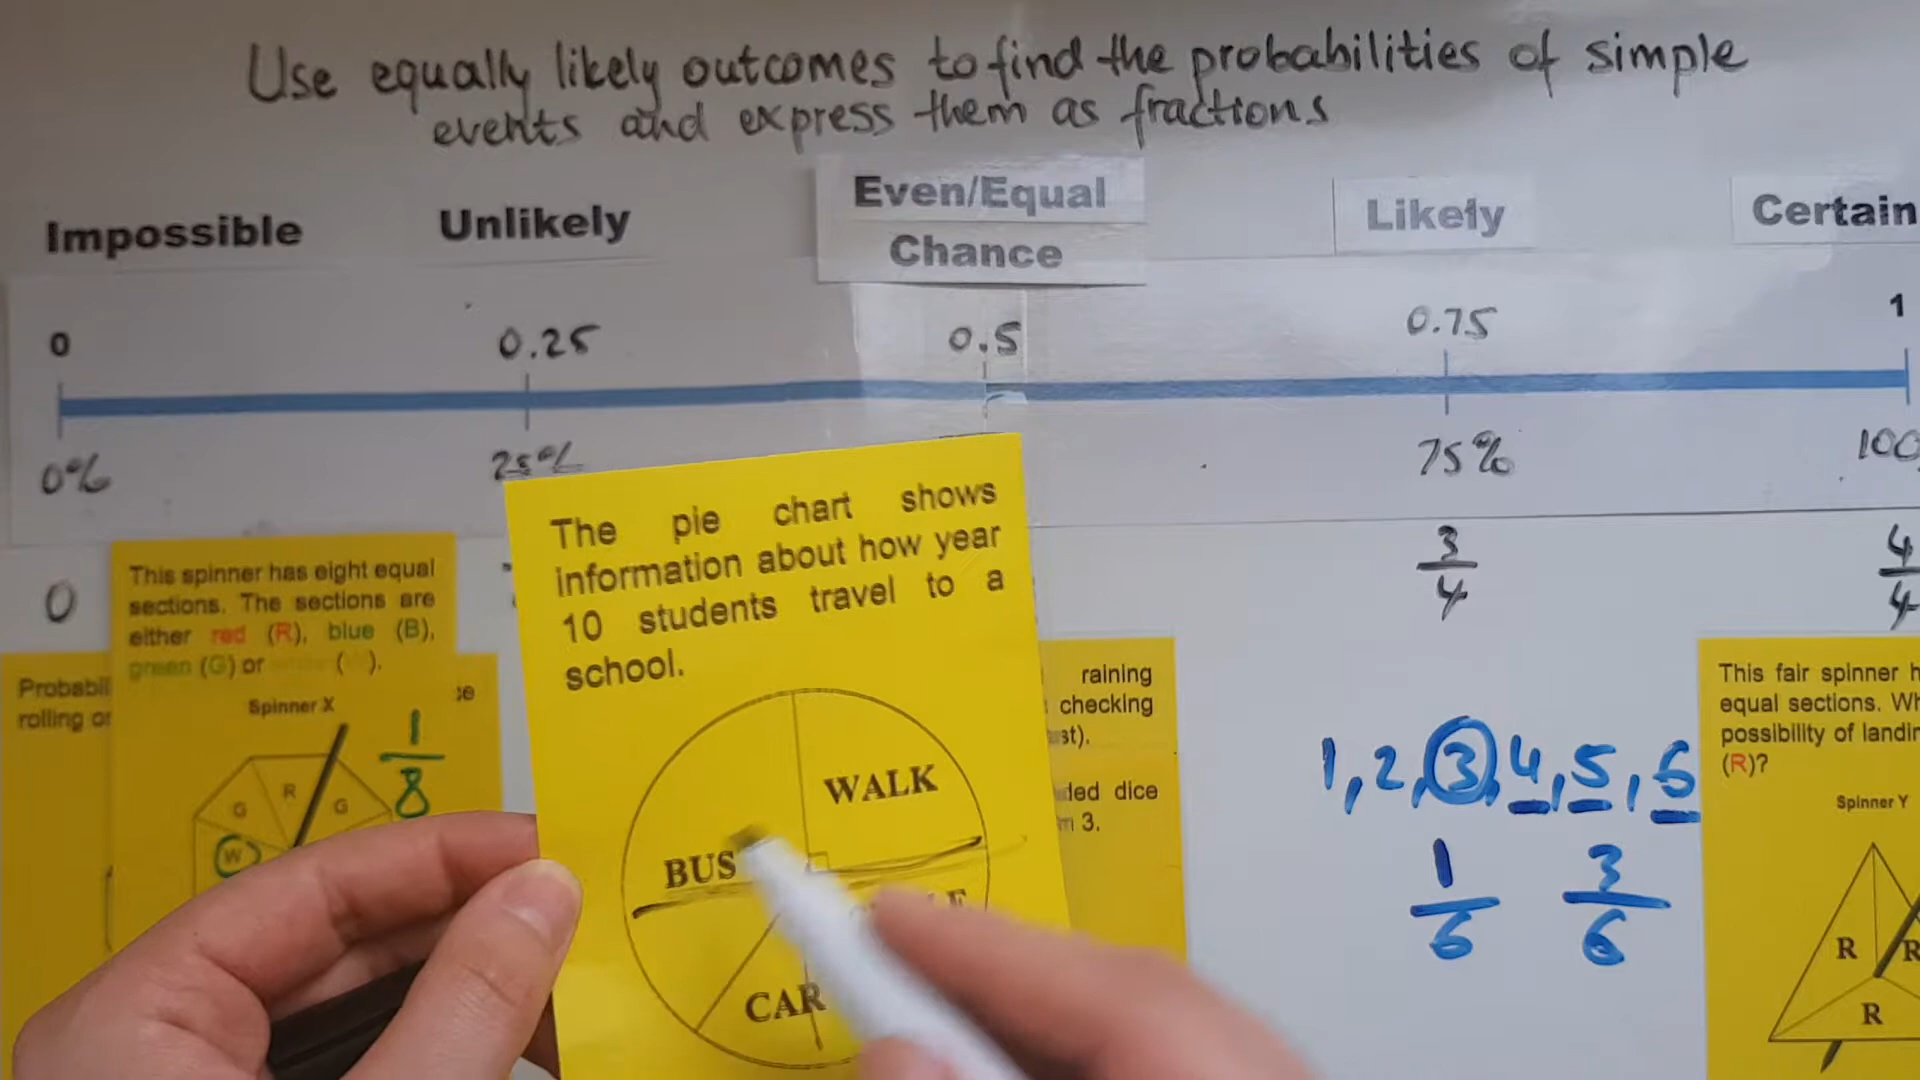 Use equally likely outcomes to find the probabilities of simple
events and express them as fractions
Impossible
Unlikely
Even/Equal
Chance
Likely
Certain
0
0.25
0.5
0.75
1
0%
25%
75%
100
0
3
4
4
4
This spinner has eight equal
sections. The sections are
either red (R), blue (B),
green (G) or
Spinner X
G
R
G
W
1
8
The pie chart shows
information about how year
10 students travel to a
school.
WALK
BUS
CAR
raining
checking
dice
3.
1, 2, 3, 4, 5, 6
1
6
3
6
This fair spinner
equal sections.
possibility of
(R)?
Spinner Y
R
R
R